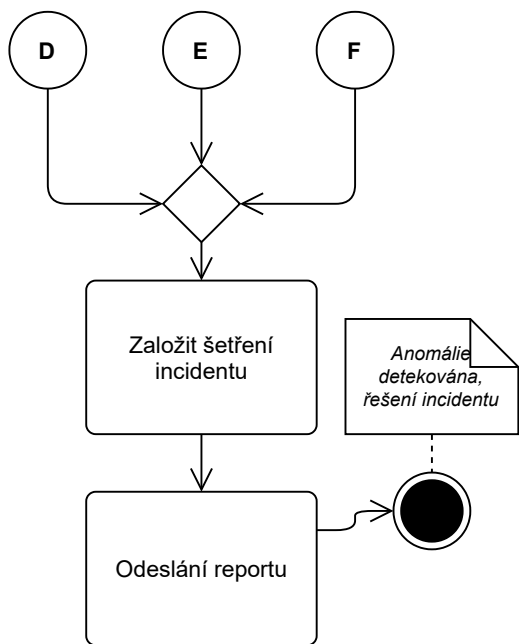 D
E
F
Založit šetření
incidentu
Anomálie
detekována,
řešení incidentu
Odeslání reportu